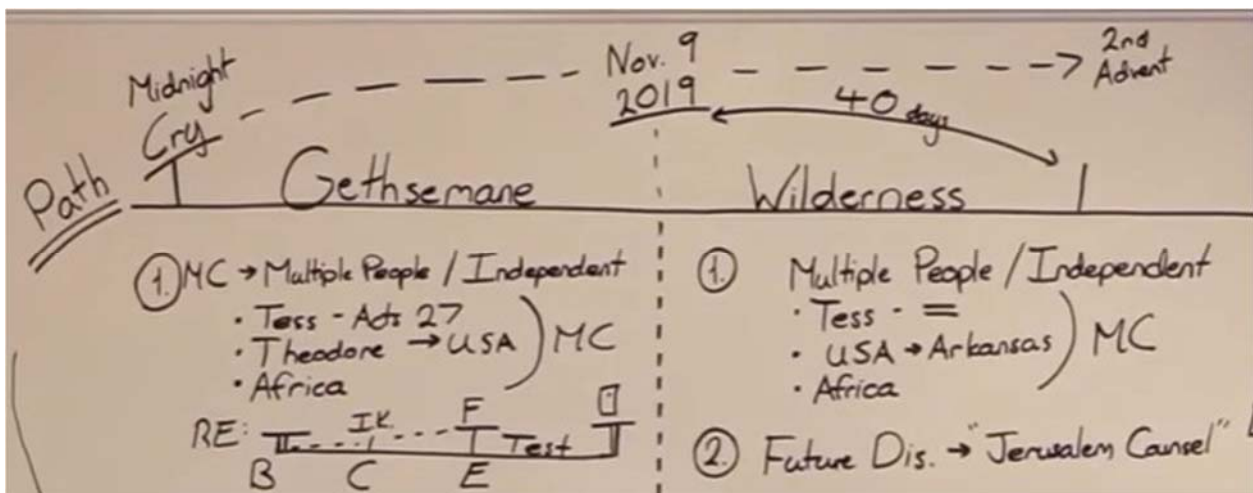 Midnight
Cry
Nov. 9
2019
2nd
Advent
40 days
Path
Gethsemane
Wilderness
1. MC → Multiple People / Independent
· Tess - Acts 27
· Theodore → USA ) MC
· Africa
RE: I.K. F
Test
B C E
1. Multiple People / Independent
· Tess - =
· USA → Arkansas ) MC
· Africa
2. Future Dis. → "Jerusalem Counsel"